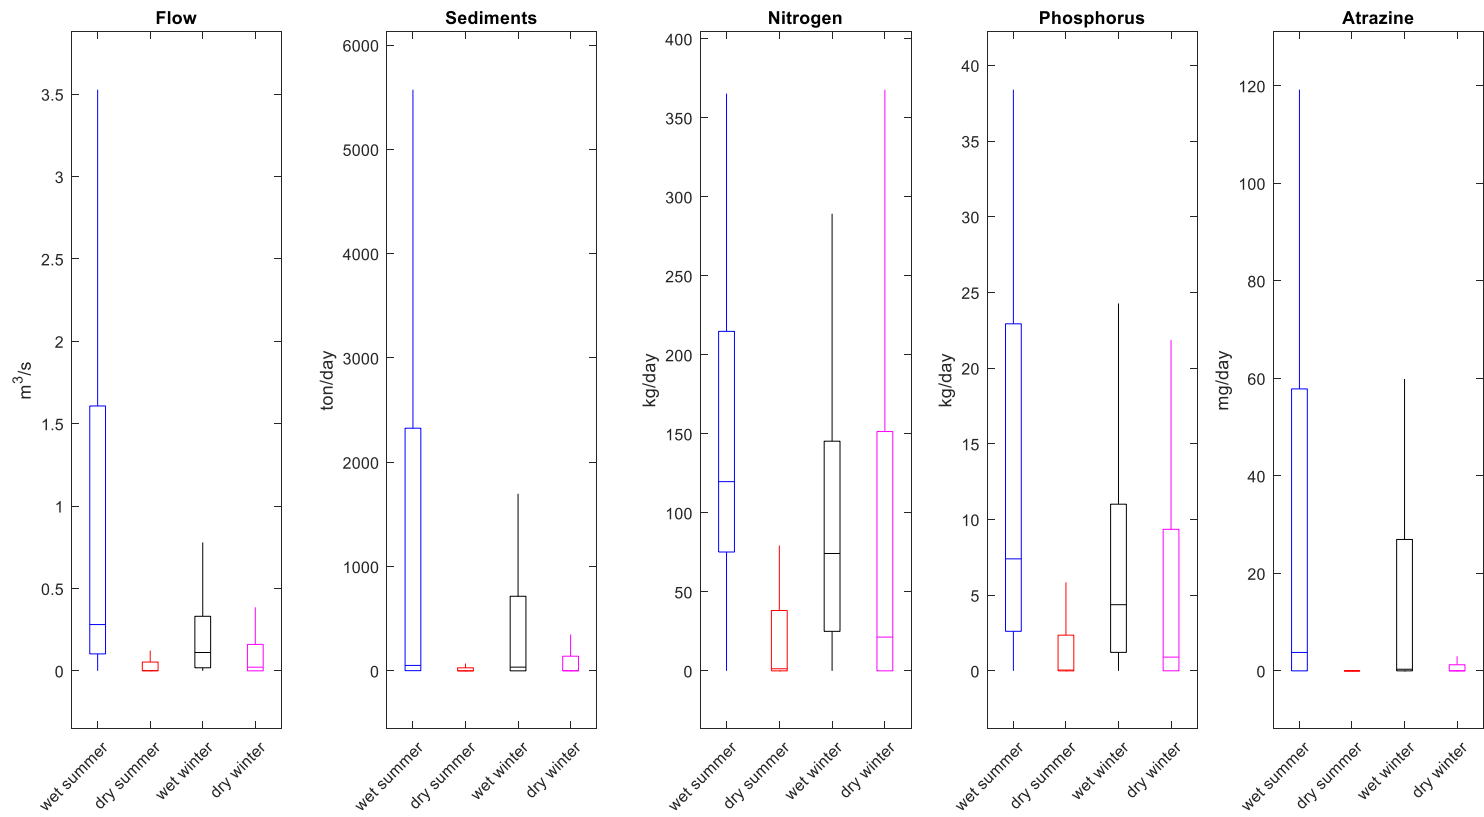 Flow
Sediments
Nitrogen
Phosphorus
Atrazine
m³/s
3.5
3
2.5
2
1.5
1
0.5
0
wet summer
dry summer
wet winter
dry winter
ton/day
6000
5000
4000
3000
2000
1000
0
wet summer
dry summer
wet winter
dry winter
kg/day
400
350
300
250
200
150
100
50
0
wet summer
dry summer
wet winter
dry winter
kg/day
40
35
30
25
20
15
10
5
0
wet summer
dry summer
wet winter
dry winter
mg/day
120
100
80
60
40
20
0
wet summer
dry summer
wet winter
dry winter